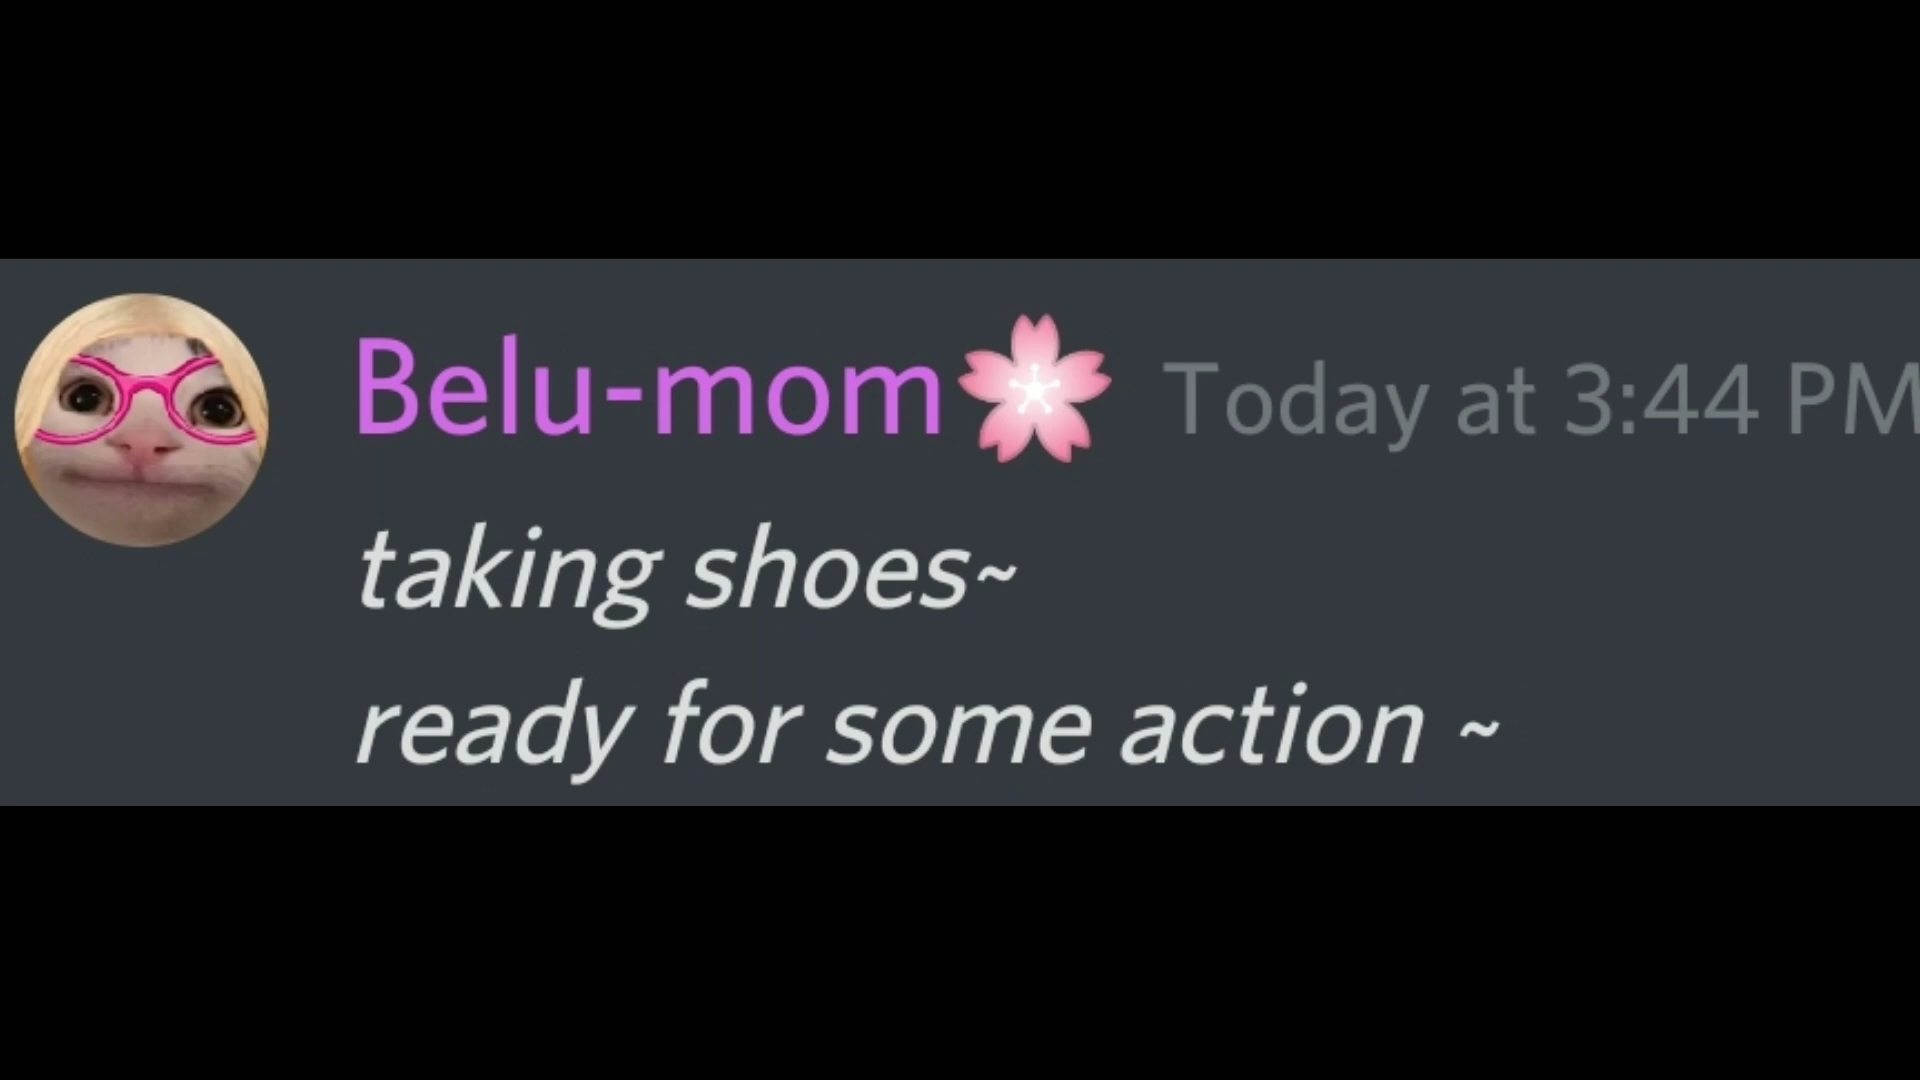 Belu-mom🌸 Today at 3:44 PM
taking shoes~
ready for some action ~